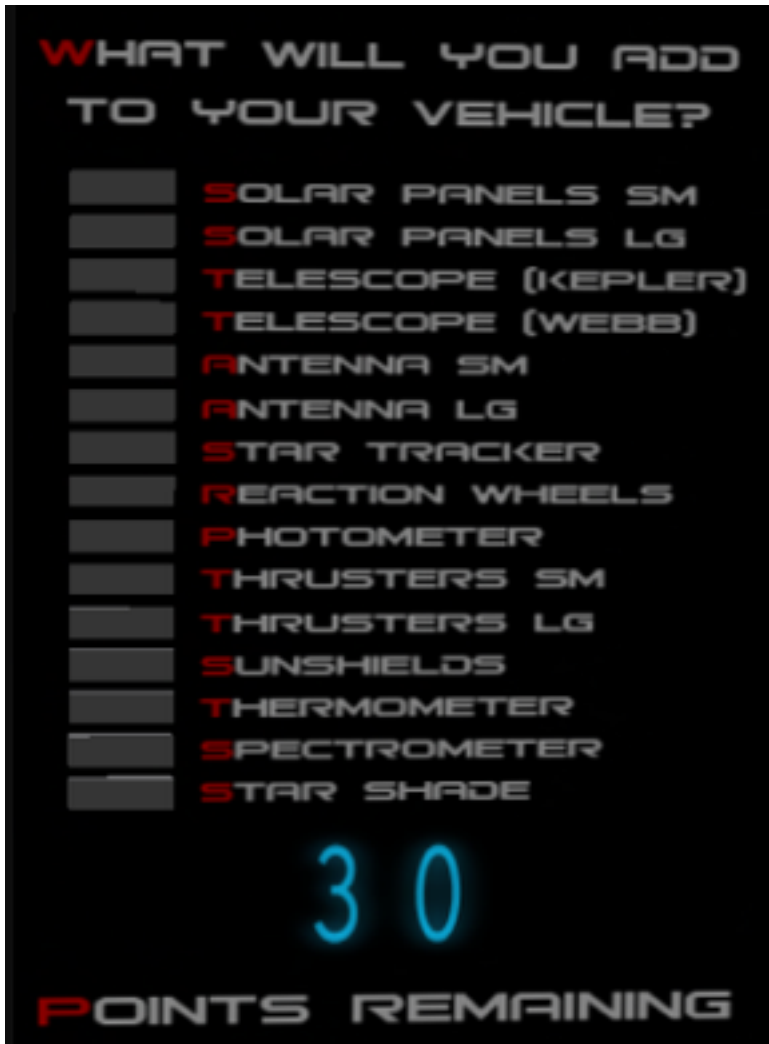 WHAT WILL YOU ADD
TO YOUR VEHICLE?
SOLAR PANELS SM
SOLAR PANELS LG
TELESCOPE (KEPLER)
TELESCOPE (WEBB)
ANTENNA SM
ANTENNA LG
STAR TRACKER
REACTION WHEELS
PHOTOMETER
THRUSTERS SM
THRUSTERS LG
SUNSHIELDS
THERMOMETER
SPECTROMETER
STAR SHADE
30
POINTS REMAINING